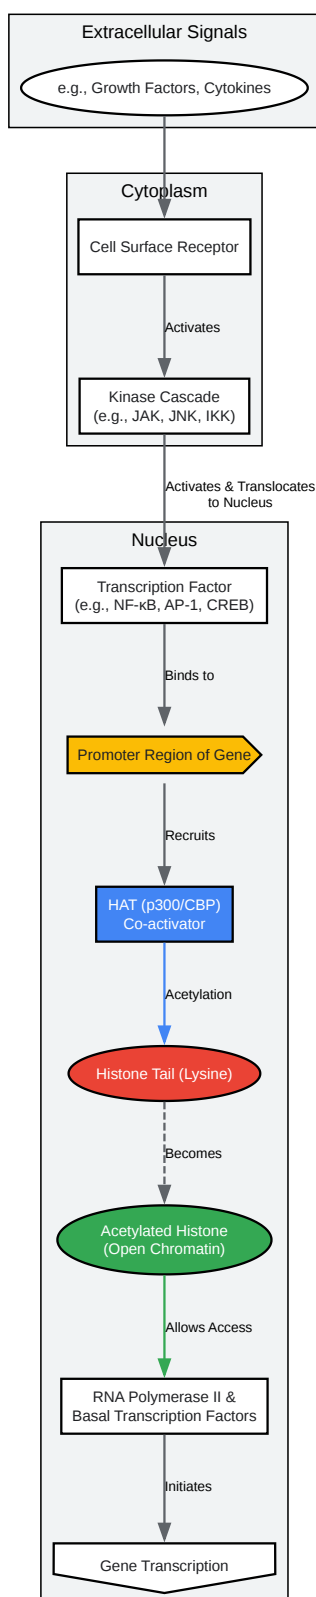 Extracellular Signals
e.g., Growth Factors, Cytokines
Cytoplasm
Cell Surface Receptor
Activates
Kinase Cascade
(e.g., JAK, JNK, IKK)
Activates & Translocates
to Nucleus
Nucleus
Transcription Factor
(e.g., NF-κB, AP-1, CREB)
Binds to
Promoter Region of Gene
Recruits
HAT (p300/CBP)
Co-activator
Acetylation
Histone Tail (Lysine)
Becomes
Acetylated Histone
(Open Chromatin)
Allows Access
RNA Polymerase II &
Basal Transcription Factors
Initiates
Gene Transcription